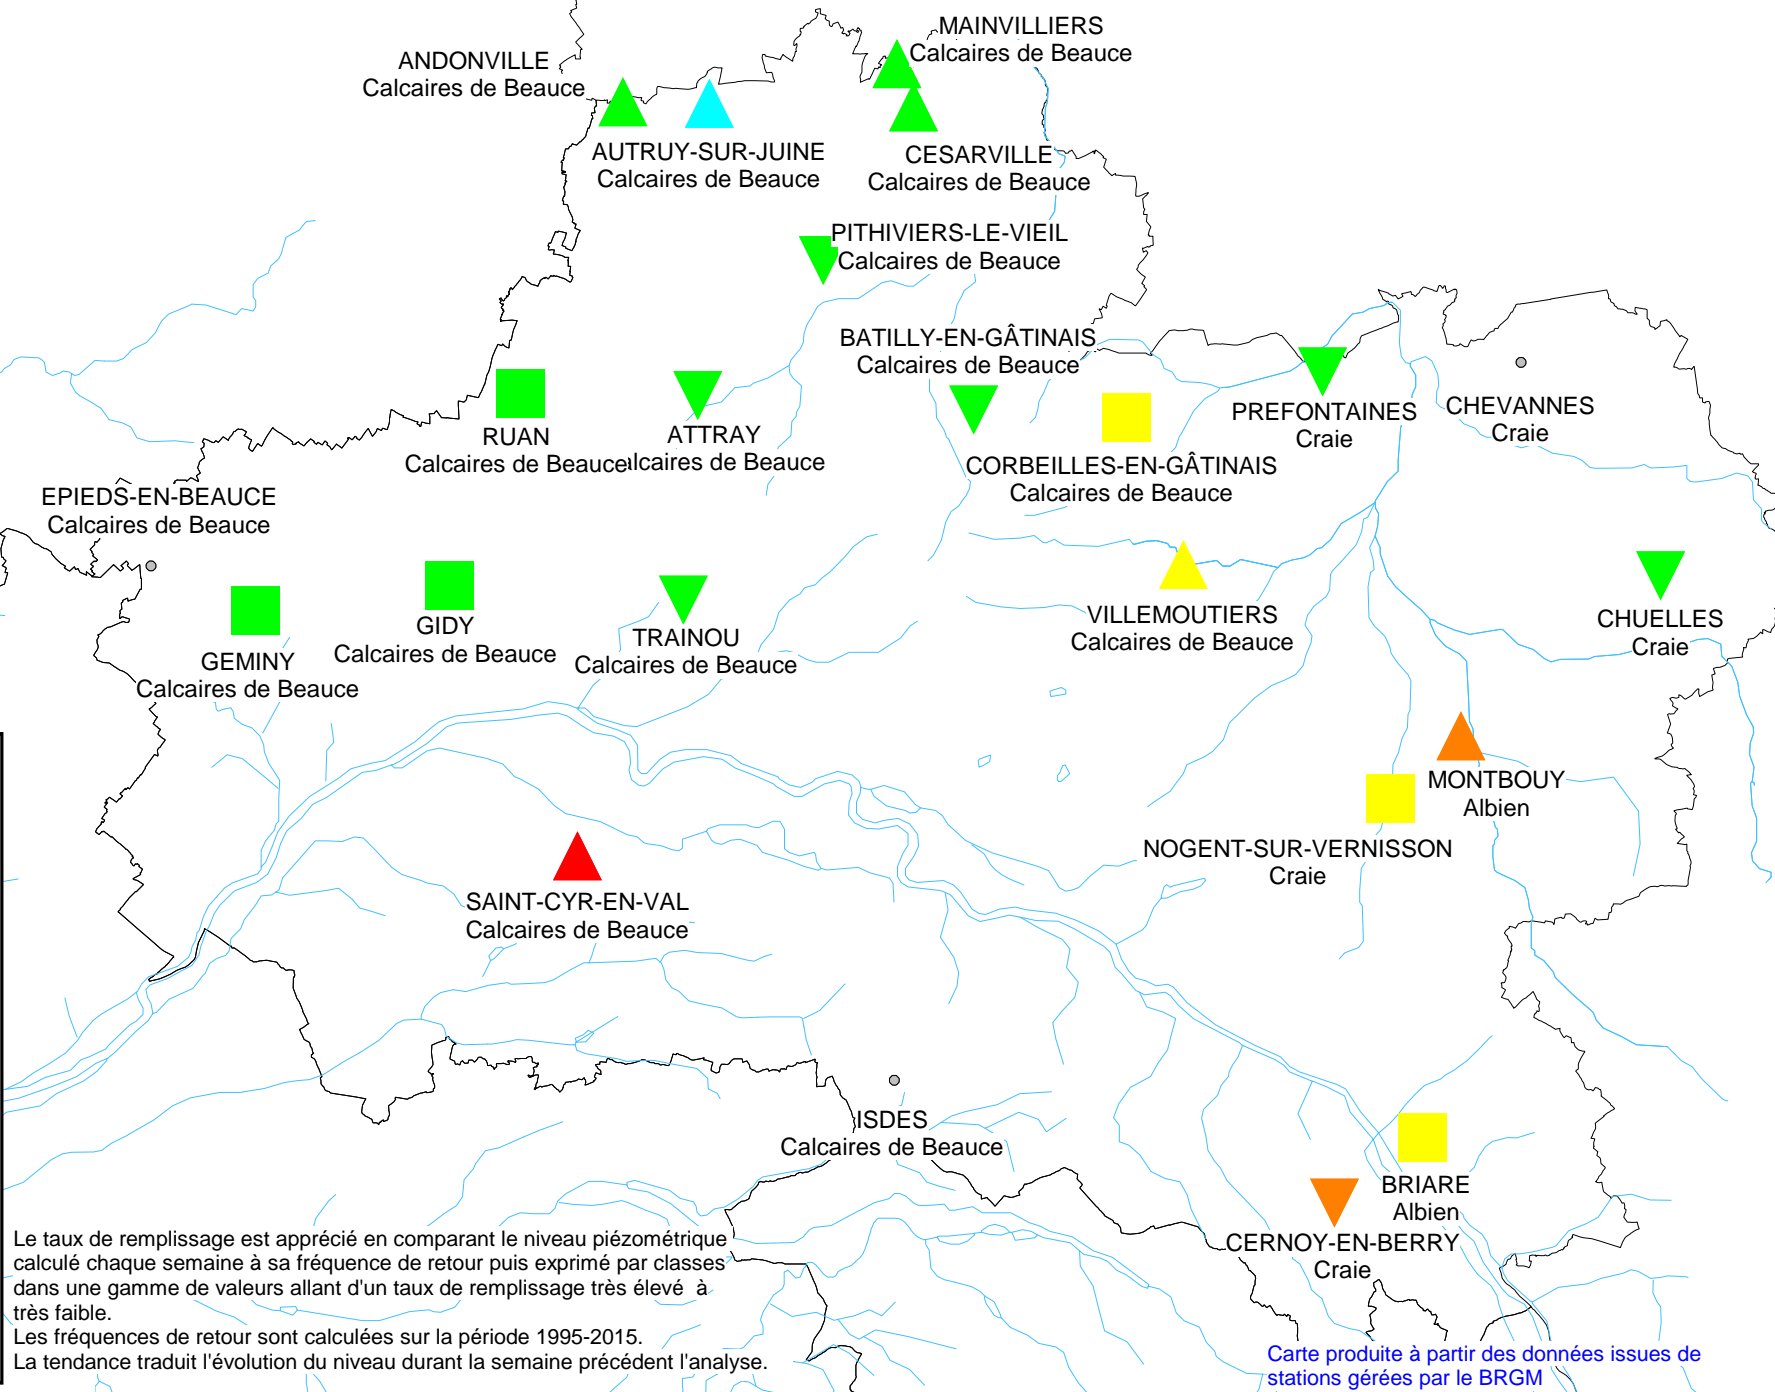 MAINVILLIERS
Calcaires de Beauce
ANDONVILLE
Calcaires de Beauce
AUTRUY-SUR-JUINE
Calcaires de Beauce
CESARVILLE
Calcaires de Beauce
PITHIVIERS-LE-VIEIL
Calcaires de Beauce
BATILLY-EN-GÂTINAIS
Calcaires de Beauce
PREFONTAINES
Craie
CHEVANNES
Craie
RUAN
Calcaires de Beauce
ATTRAY
alcaires de Beauce
CORBEILLES-EN-GÂTINAIS
Calcaires de Beauce
EPIEDS-EN-BEAUCE
Calcaires de Beauce
GEMINY
Calcaires de Beauce
GIDY
Calcaires de Beauce
TRAINOU
Calcaires de Beauce
VILLEMOUTIERS
Calcaires de Beauce
CHUELLES
Craie
MONTBOUY
Albien
NOGENT-SUR-VERNISSON
Craie
SAINT-CYR-EN-VAL
Calcaires de Beauce
ISDES
Calcaires de Beauce
BRIARE
Albien
CERNOY-EN-BERRY
Craie
Le taux de remplissage est apprécié en comparant le niveau piézométrique
calculé chaque semaine à sa fréquence de retour puis exprimé par classes
dans une gamme de valeurs allant d'un taux de remplissage très élevé à
très faible.
Les fréquences de retour sont calculées sur la période 1995-2015.
La tendance traduit l'évolution du niveau durant la semaine précédent l'analyse.
Carte produite à partir des données issues de
stations gérées par le BRGM